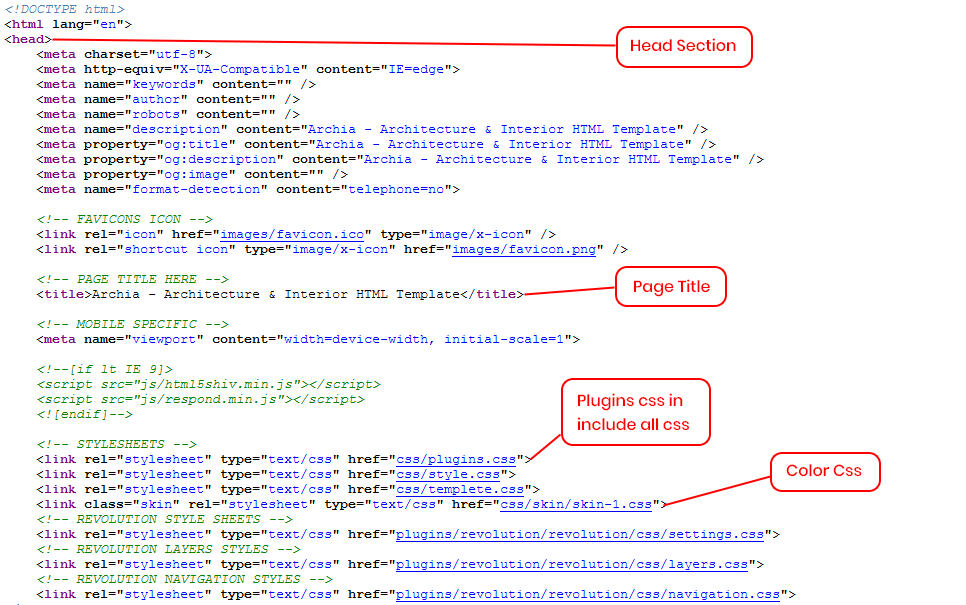 <!DOCTYPE html>
<html lang="en">
<head>
Head Section
<meta charset="utf-8">
<meta http-equiv="X-UA-Compatible" content="IE=edge">
<meta name="keywords" content="" />
<meta name="author" content="" />
<meta name="robots" content="" />
<meta name="description" content="Archia - Architecture & Interior HTML Template" />
<meta property="og:title" content="Archia - Architecture & Interior HTML Template" />
<meta property="og:description" content="Archia - Architecture & Interior HTML Template" />
<meta property="og:image" content="" />
<meta name="format-detection" content="telephone=no">
<!-- FAVICONS ICON -->
<link rel="icon" href="images/favicon.ico" type="image/x-icon" />
<link rel="shortcut icon" type="image/x-icon" href="images/favicon.png" />
<!-- PAGE TITLE HERE -->
<title>Archia - Architecture & Interior HTML Template</title>
Page Title
<!-- MOBILE SPECIFIC -->
<meta name="viewport" content="width=device-width, initial-scale=1">
<!--[if lt IE 9]>
<script src="js/html5shiv.min.js"></script>
<script src="js/respond.min.js"></script>
<![endif]-->
Plugins css in
include all css
<!-- STYLESHEETS -->
<link rel="stylesheet" type="text/css" href="css/plugins.css">
<link rel="stylesheet" type="text/css" href="css/style.css">
<link rel="stylesheet" type="text/css" href="css/templete.css">
<link class="skin" rel="stylesheet" type="text/css" href="css/skin/skin-1.css">
Color Css
<!-- REVOLUTION STYLE SHEETS -->
<link rel="stylesheet" type="text/css" href="plugins/revolution/revolution/css/settings.css">
<!-- REVOLUTION LAYERS STYLES -->
<link rel="stylesheet" type="text/css" href="plugins/revolution/revolution/css/layers.css">
<!-- REVOLUTION NAVIGATION STYLES -->
<link rel="stylesheet" type="text/css" href="plugins/revolution/revolution/css/navigation.css">